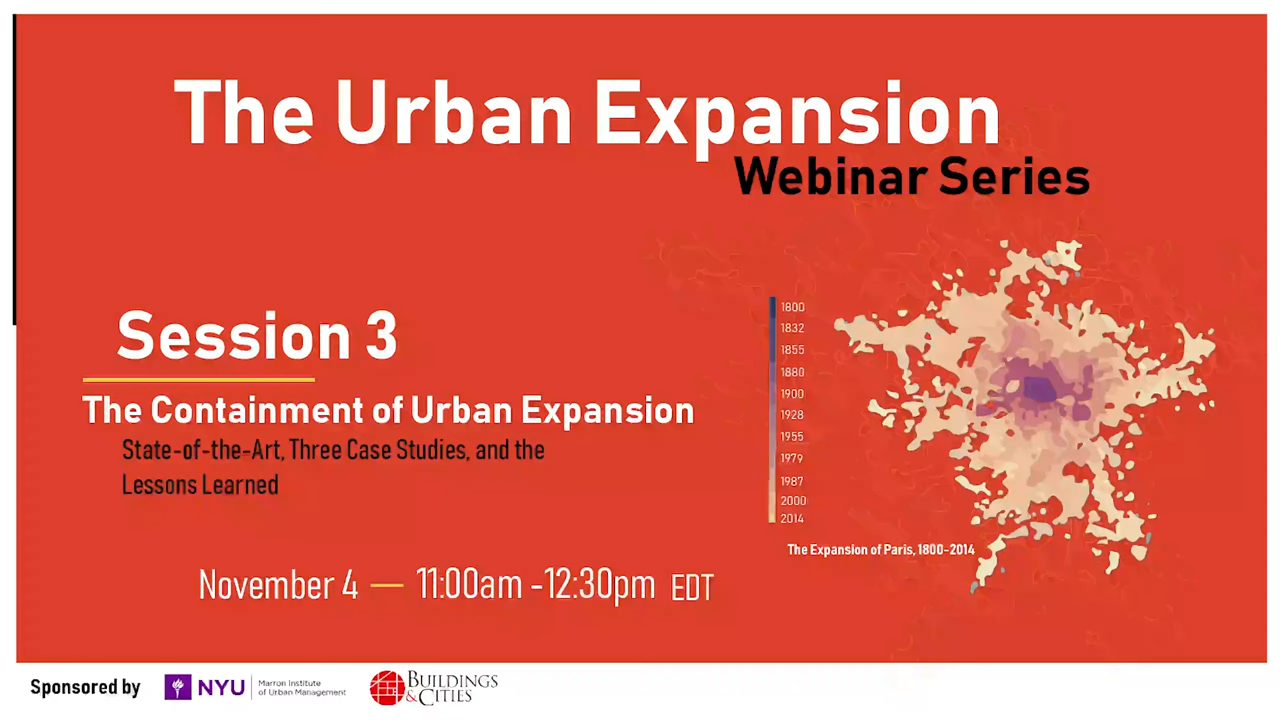 The Urban Expansion
Webinar Series
Session 3
The Containment of Urban Expansion
State-of-the-Art, Three Case Studies, and the
Lessons Learned
November 4 — 11:00am -12:30pm EDT
1800
1832
1855
1880
1900
1928
1955
1979
1987
2000
2014
The Expansion of Paris, 1800-2014
Sponsored by
NYU
Marron Institute
of Urban Management
BUILDINGS
&CITIES